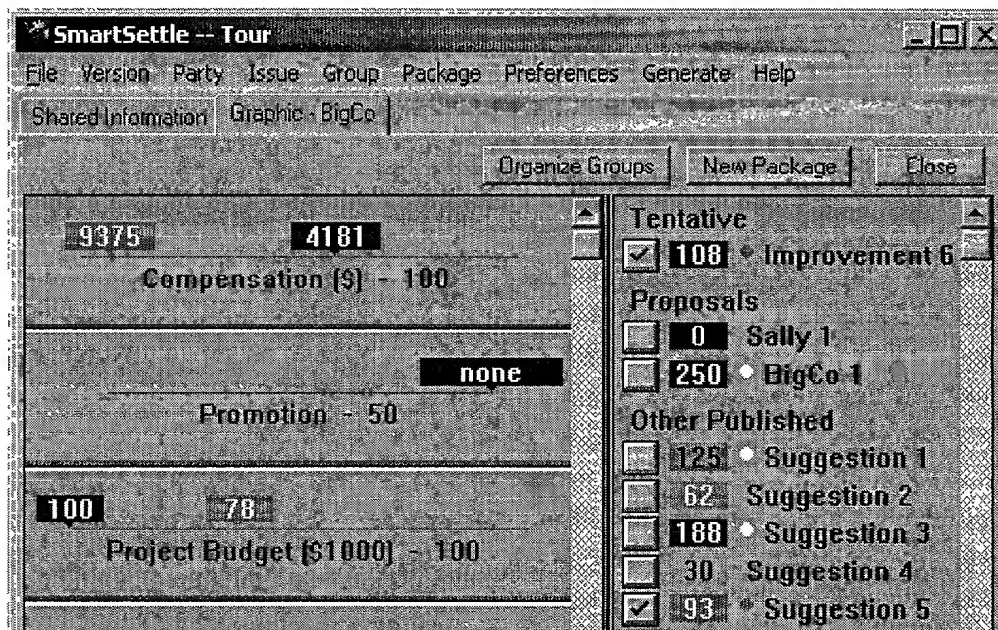 SmartSettle -- Tour
File Version Party Issue Group Package Preferences Generate Help
Shared Information Graphic - BigCo
Organize Groups New Package Close
9375 4181
Compensation ($) - 100
none
Promotion - 50
100 78
Project Budget ($1000) - 100
Tentative
108 Improvement 6
Proposals
0 Sally 1
250 BigCo 1
Other Published
125 Suggestion 1
62 Suggestion 2
188 Suggestion 3
30 Suggestion 4
93 Suggestion 5